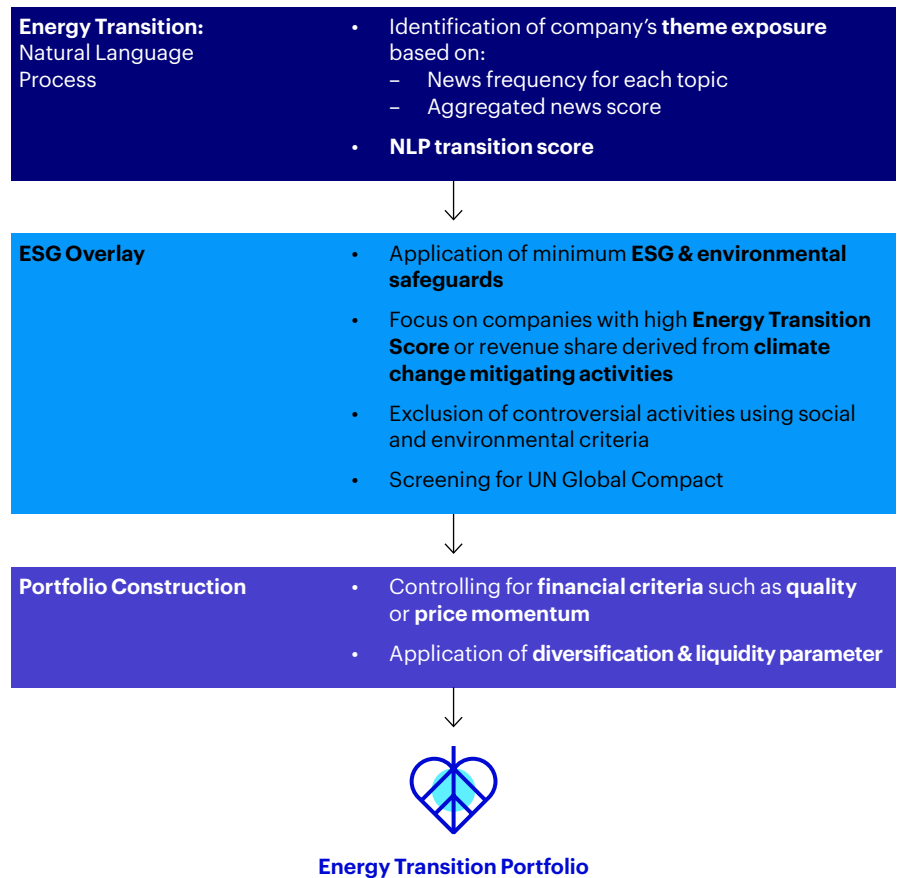 Energy Transition:
Natural Language
Process
• Identification of company's theme exposure
based on:
– News frequency for each topic
– Aggregated news score
• NLP transition score
ESG Overlay
• Application of minimum ESG & environmental
safeguards
• Focus on companies with high Energy Transition
Score or revenue share derived from climate
change mitigating activities
• Exclusion of controversial activities using social
and environmental criteria
• Screening for UN Global Compact
Portfolio Construction
• Controlling for financial criteria such as quality
or price momentum
• Application of diversification & liquidity parameter
Energy Transition Portfolio